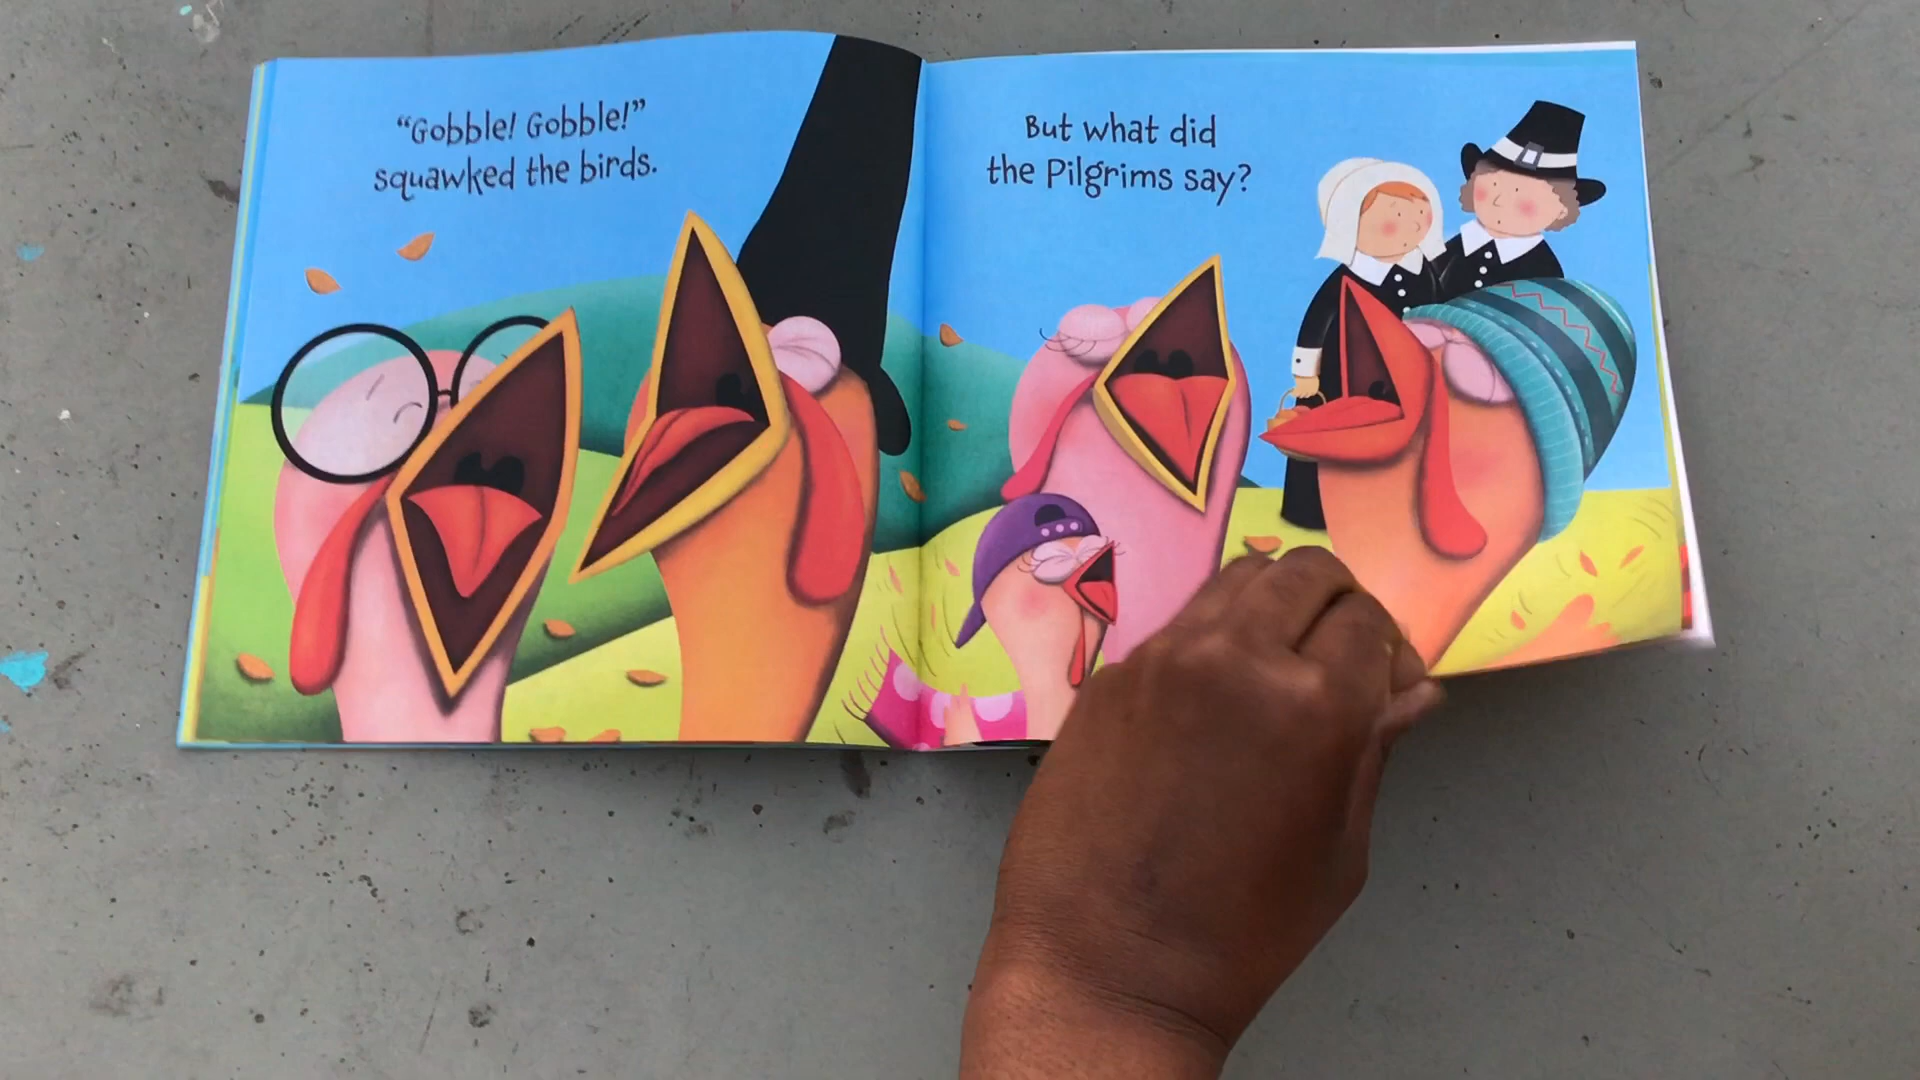 “Gobble! Gobble!”
squawked the birds.
But what did
the Pilgrims say?